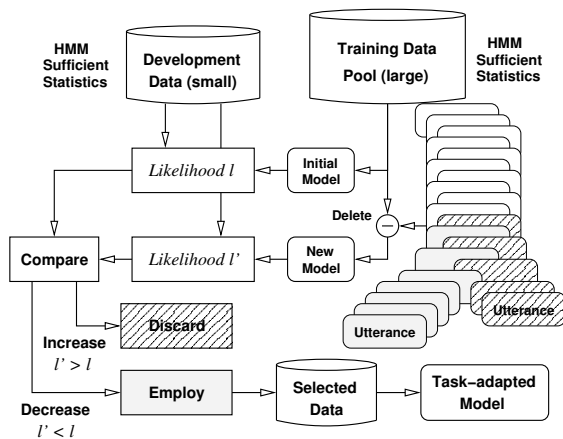 HMM
Sufficient
Statistics
Development
Data (small)
Training Data
Pool (large)
HMM
Sufficient
Statistics
Likelihood l
Initial
Model
Delete
−
Compare
Likelihood l’
New
Model
Utterance
Utterance
Discard
Increase
l’ > l
Employ
Selected
Data
Task−adapted
Model
Decrease
l’ < l